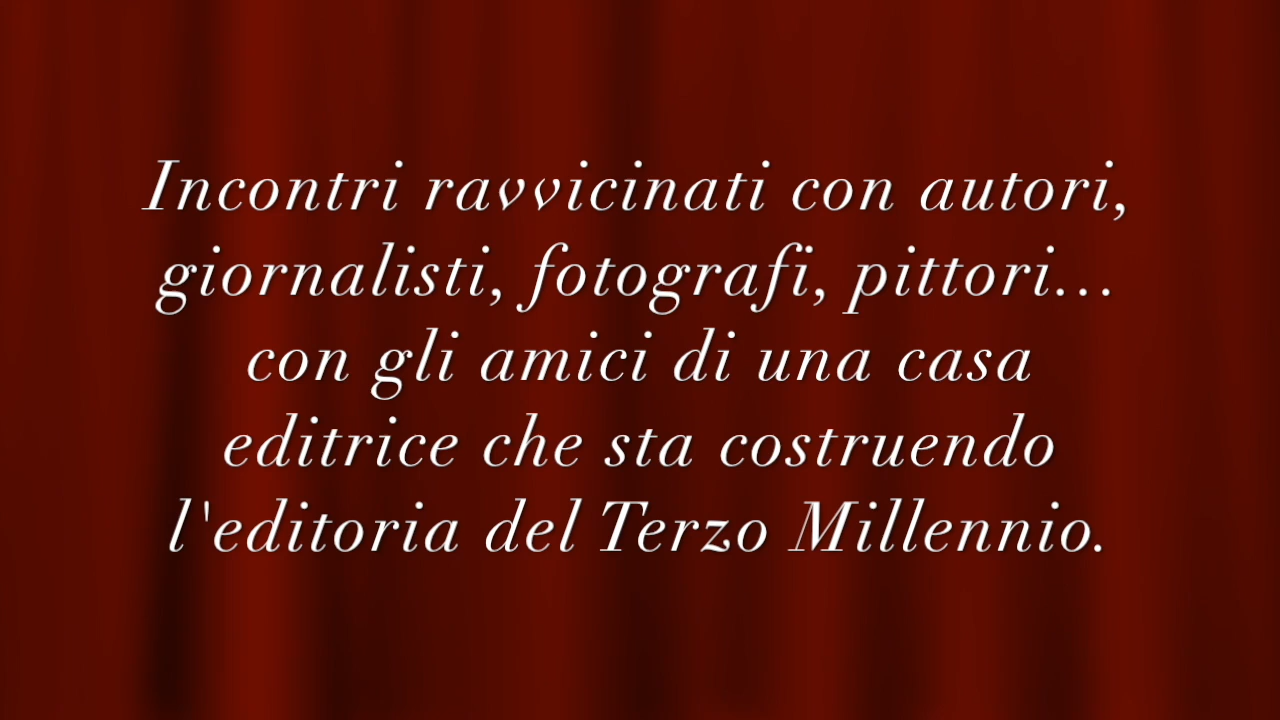 Incontri ravvicinati con autori,
giornalisti, fotografi, pittori...
con gli amici di una casa
editrice che sta costruendo
l'editoria del Terzo Millennio.